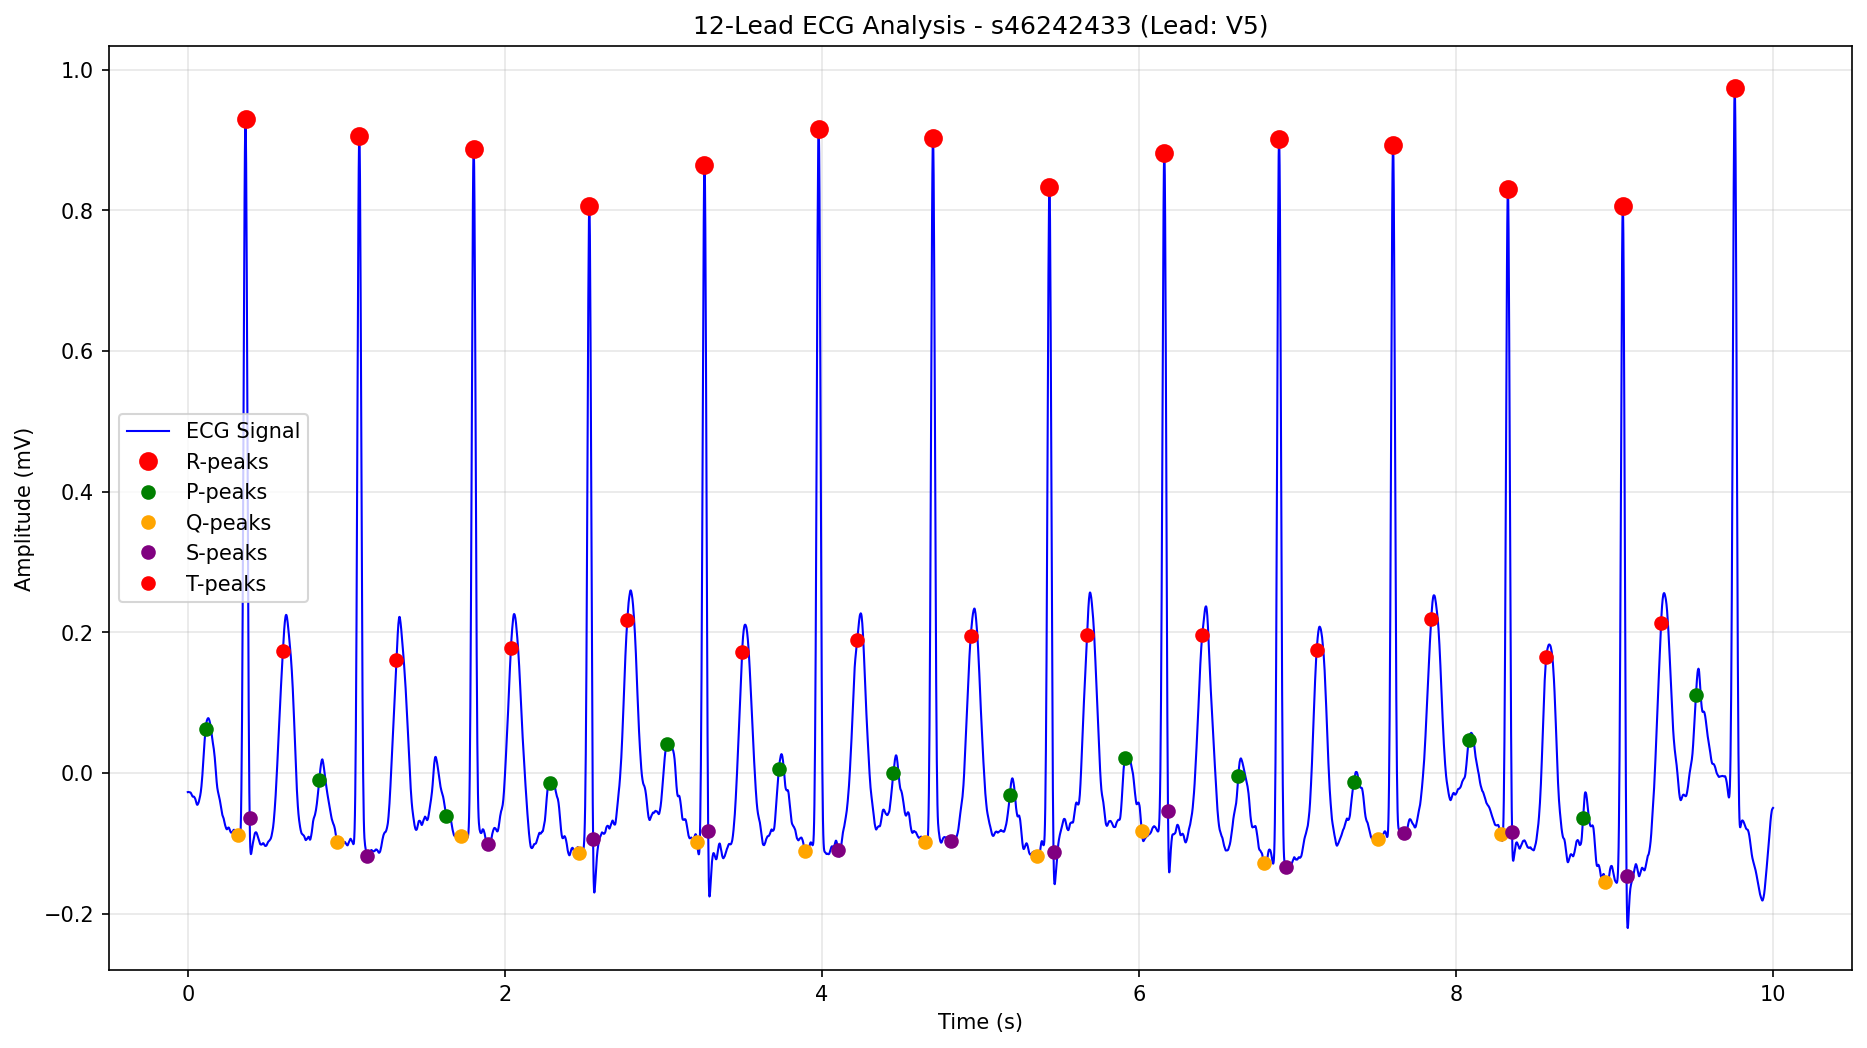 12-Lead ECG Analysis - s46242433 (Lead: V5)
1.0
0.8
0.6
0.4
0.2
0.0
−0.2
Amplitude (mV)
ECG Signal
R-peaks
P-peaks
Q-peaks
S-peaks
T-peaks
0 2 4 6 8 10
Time (s)